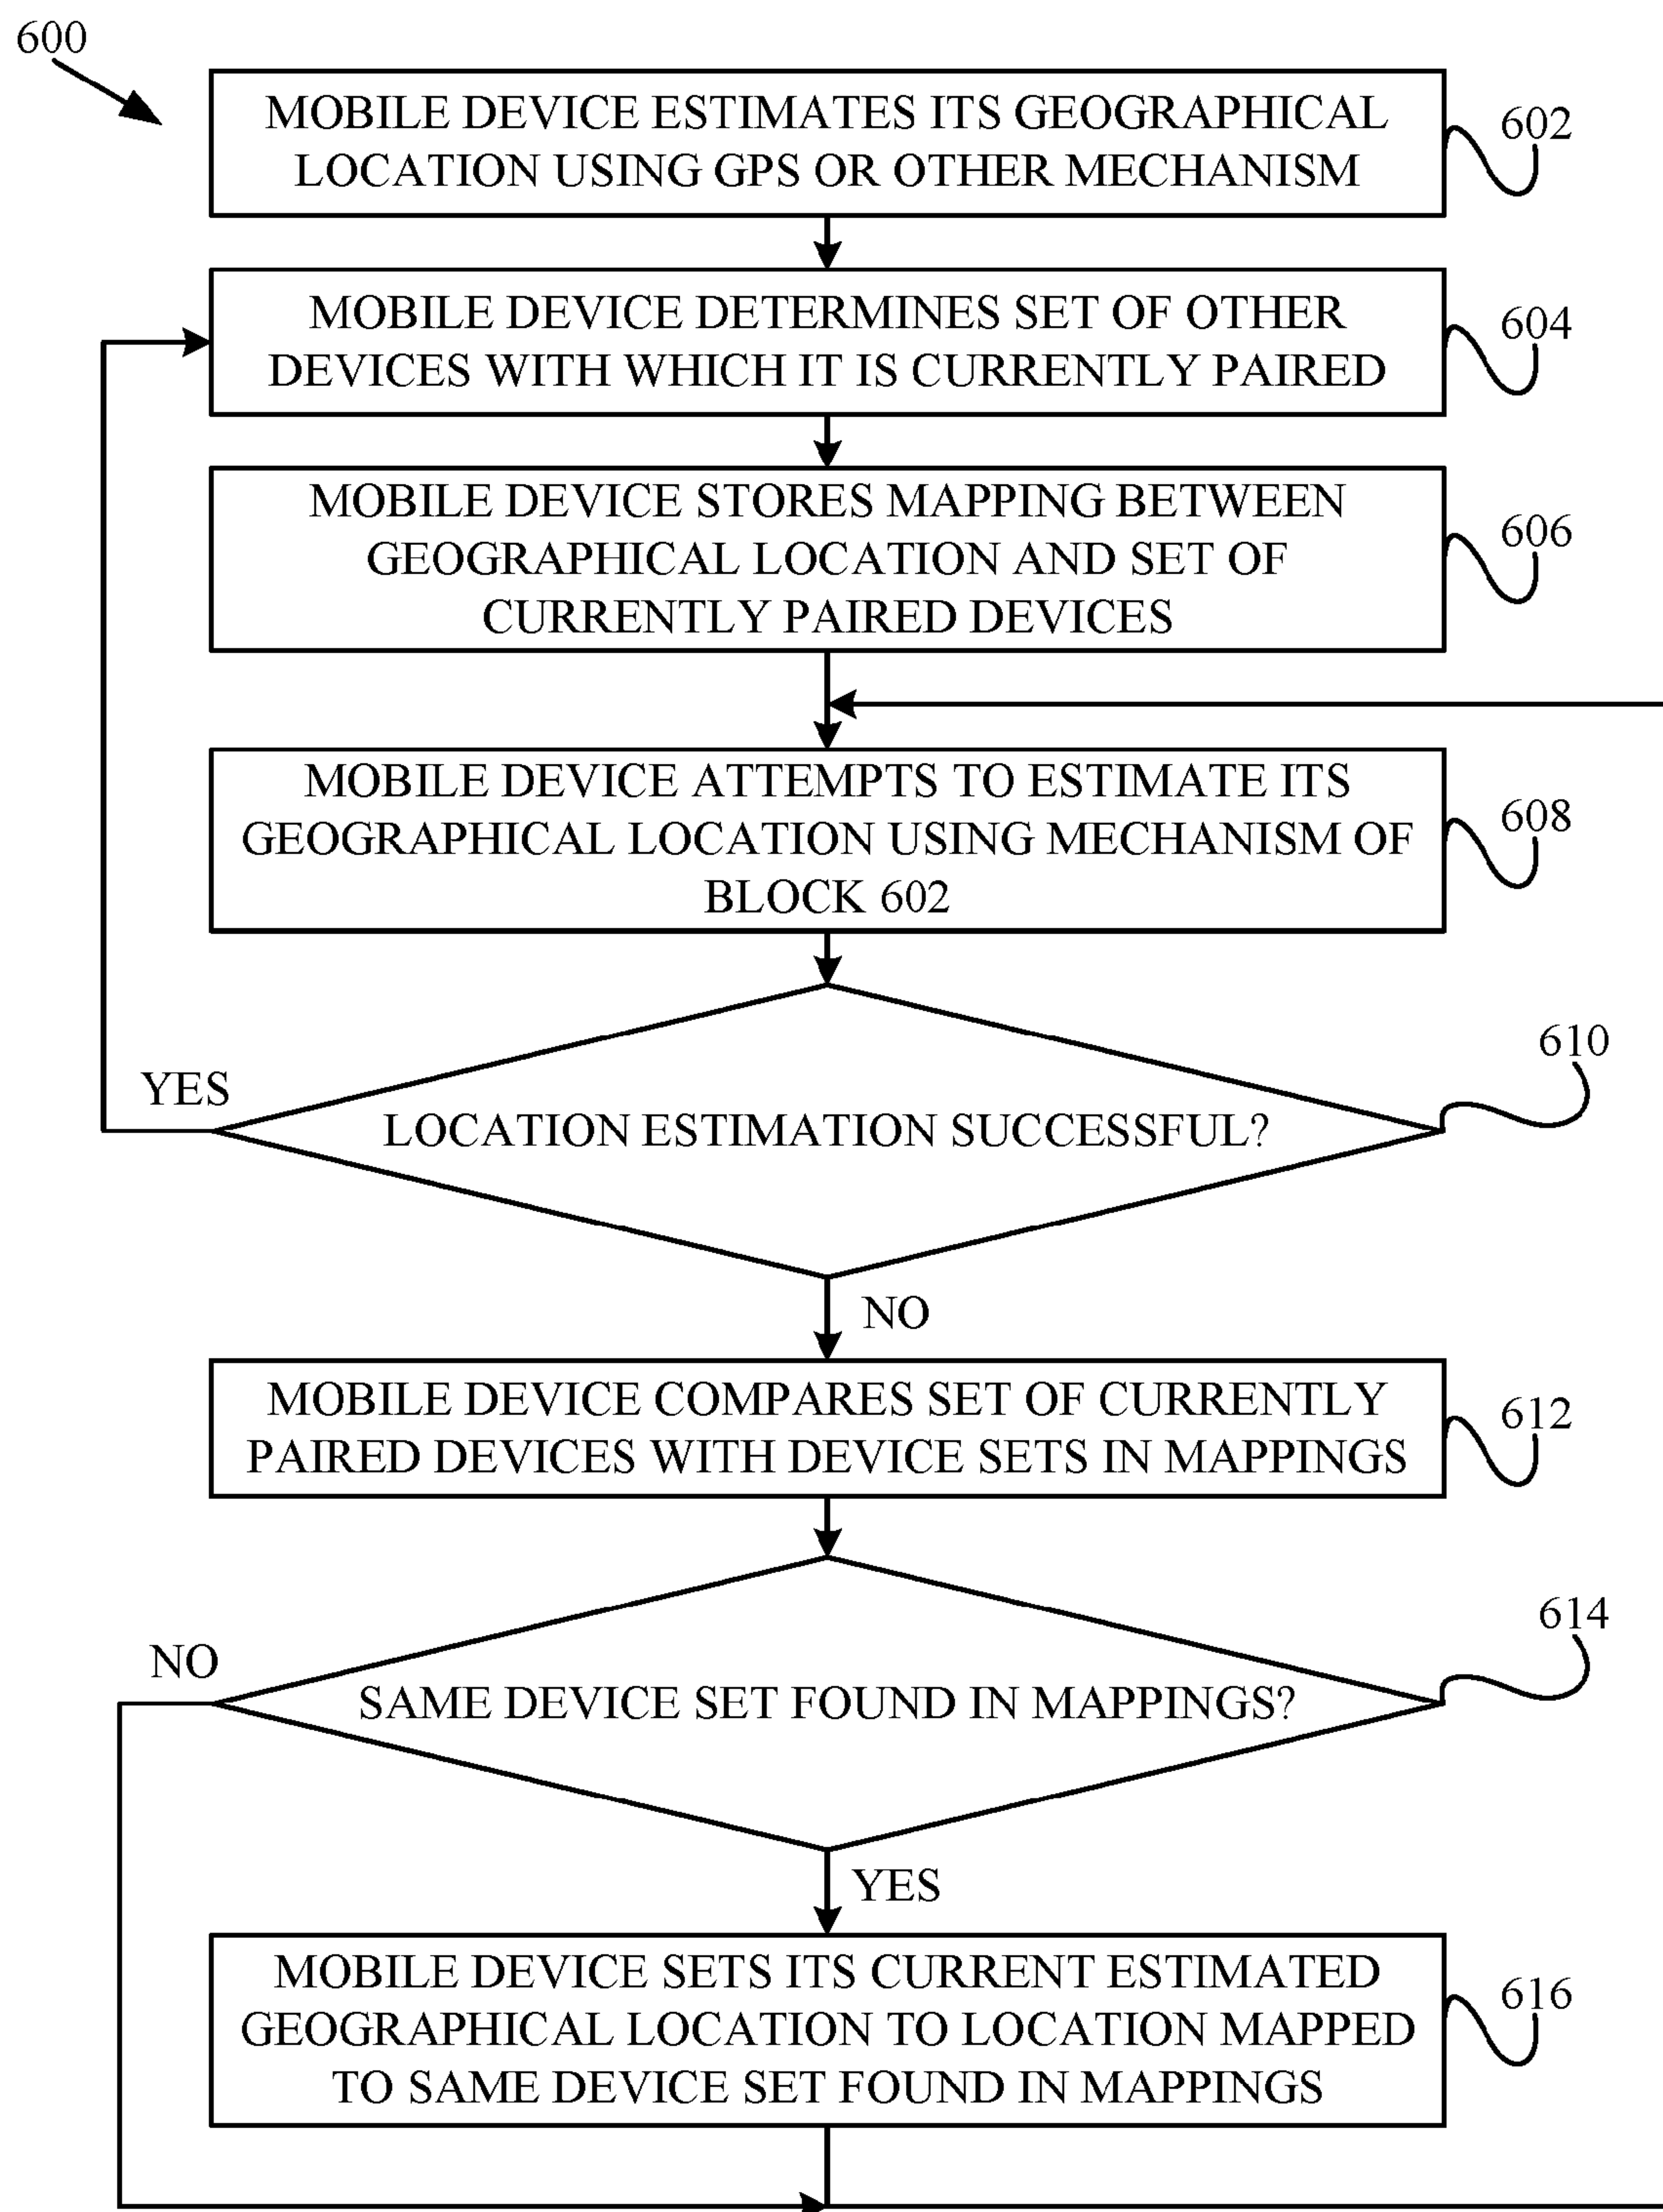 600
MOBILE DEVICE ESTIMATES ITS GEOGRAPHICAL
LOCATION USING GPS OR OTHER MECHANISM
602
MOBILE DEVICE DETERMINES SET OF OTHER
DEVICES WITH WHICH IT IS CURRENTLY PAIRED
604
MOBILE DEVICE STORES MAPPING BETWEEN
GEOGRAPHICAL LOCATION AND SET OF
CURRENTLY PAIRED DEVICES
606
MOBILE DEVICE ATTEMPTS TO ESTIMATE ITS
GEOGRAPHICAL LOCATION USING MECHANISM OF
BLOCK 602
608
LOCATION ESTIMATION SUCCESSFUL?
610
YES
NO
MOBILE DEVICE COMPARES SET OF CURRENTLY
PAIRED DEVICES WITH DEVICE SETS IN MAPPINGS
612
SAME DEVICE SET FOUND IN MAPPINGS?
614
NO
YES
MOBILE DEVICE SETS ITS CURRENT ESTIMATED
GEOGRAPHICAL LOCATION TO LOCATION MAPPED
TO SAME DEVICE SET FOUND IN MAPPINGS
616